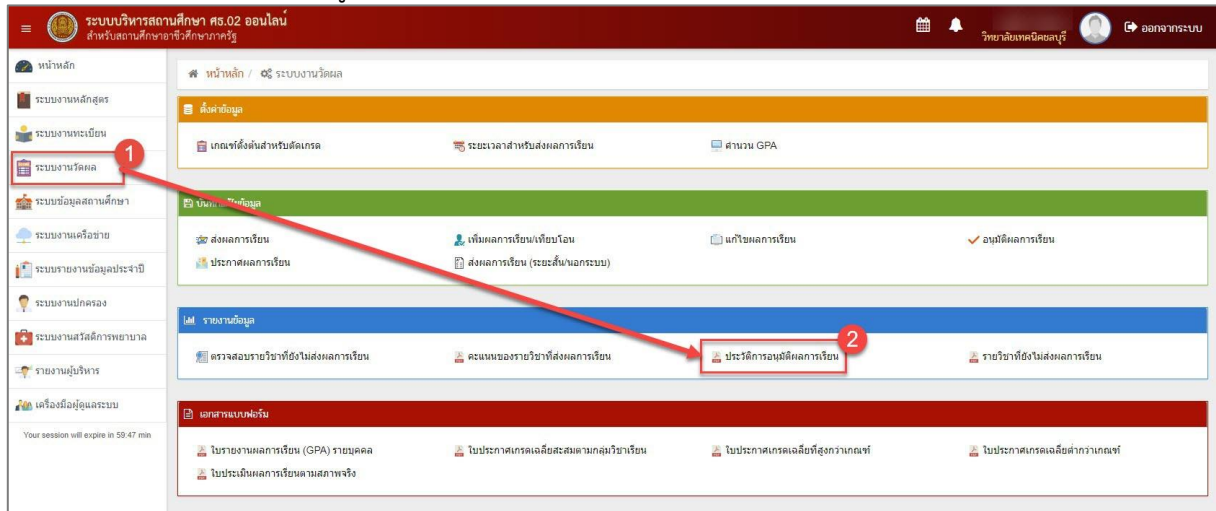 ระบบบริหารสถานศึกษา ศธ.02 ออนไลน์
สำหรับสถานศึกษาอาชีวศึกษาภาครัฐ
วิทยาลัยเทคนิคชลบุรี
ออกจากระบบ
หน้าหลัก
ระบบงานหลักสูตร
ระบบงานทะเบียน
1
ระบบงานวัดผล
ระบบข้อมูลสถานศึกษา
ระบบงานเครือข่าย
ระบบรายงานข้อมูลประจำปี
ระบบงานปกครอง
ระบบงานสวัสดิการพยาบาล
รายงานผู้บริหาร
เครื่องมือผู้ดูแลระบบ
Your session will expire in 59:47 min
หน้าหลัก / ระบบงานวัดผล
ตั้งค่าข้อมูล
เกณฑ์ตั้งต้นสำหรับตัดเกรด
ระยะเวลาสำหรับส่งผลการเรียน
คำนวน GPA
ส่งผลการเรียน
เพิ่มผลการเรียน/เทียบโอน
แก้ไขผลการเรียน
อนุมัติผลการเรียน
ประกาศผลการเรียน
ส่งผลการเรียน (ระยะสั้น/นอกระบบ)
รายงานข้อมูล
2
ตรวจสอบรายวิชาที่ยังไม่ส่งผลการเรียน
คะแนนของรายวิชาที่ส่งผลการเรียน
ประวัติการอนุมัติผลการเรียน
รายวิชาที่ยังไม่ส่งผลการเรียน
เอกสารแบบฟอร์ม
ใบรายงานผลการเรียน (GPA) รายบุคคล
ใบประกาศเกรดเฉลี่ยสะสมตามกลุ่มวิชาเรียน
ใบประกาศเกรดเฉลี่ยที่สูงกว่าเกณฑ์
ใบประกาศเกรดเฉลี่ยต่ำกว่าเกณฑ์
ใบประเมินผลการเรียนตามสภาพจริง